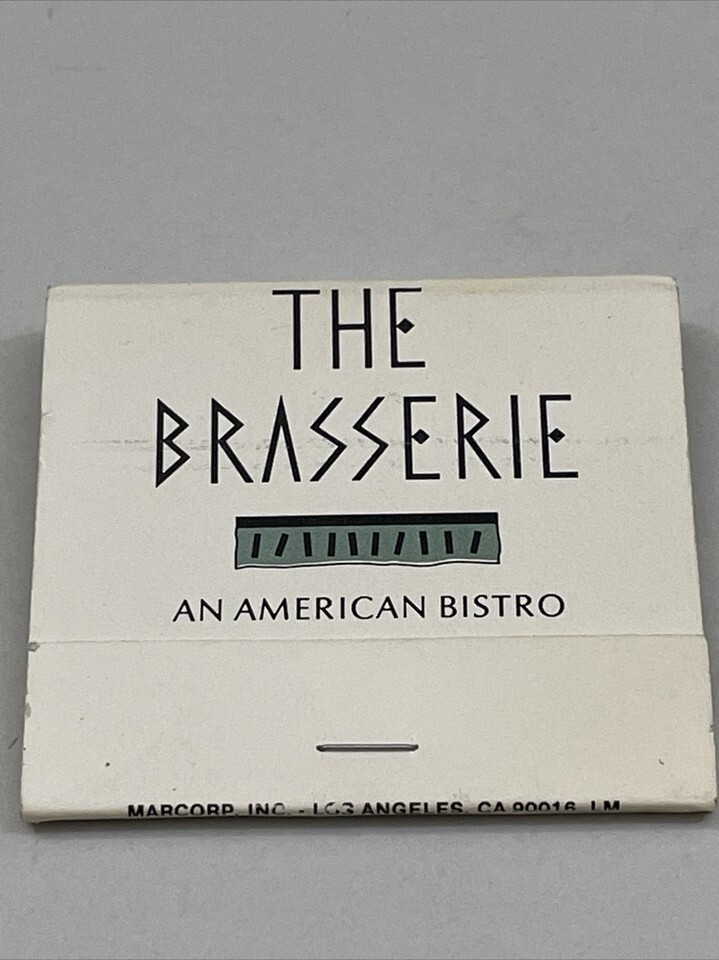 THE
BRASSERIE
AN AMERICAN BISTRO
MARCORP, INC. - LOS ANGELES, CA 90016 LM